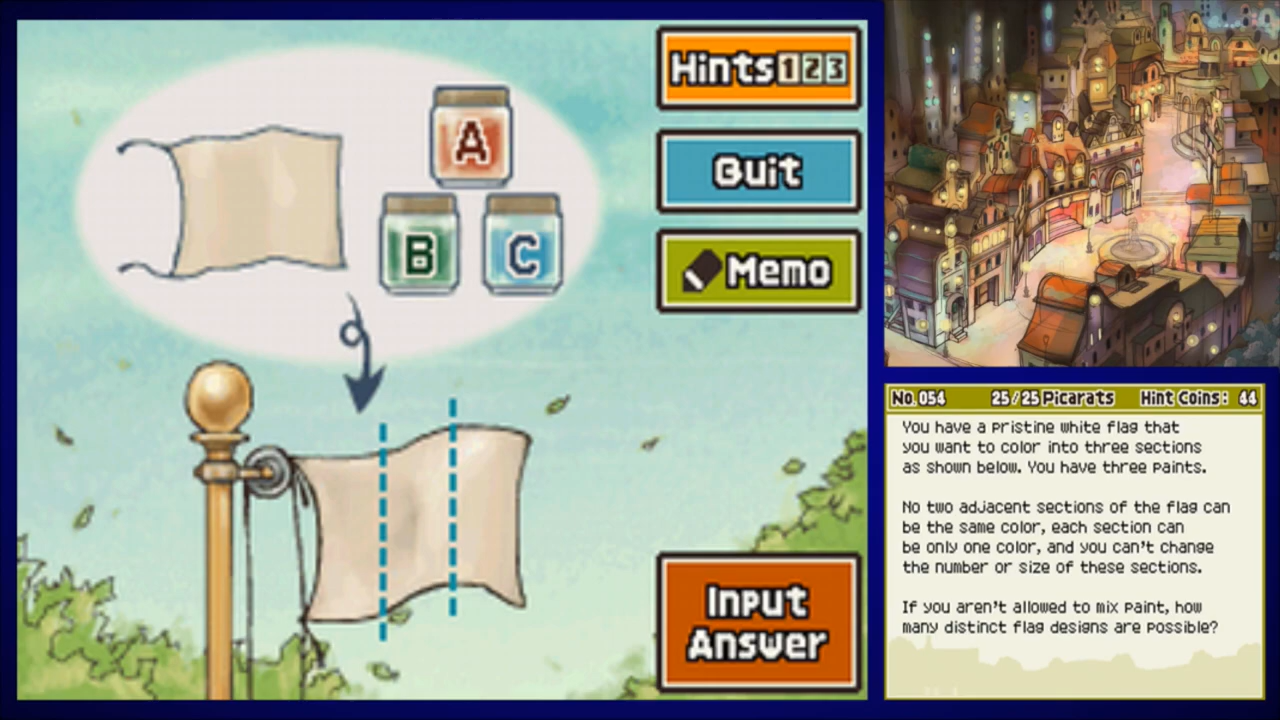 A
B
C
Hints123
Quit
Memo
Input
Answer
No.054 25/25 Picarats Hint Coins: 44
You have a pristine white flag that
you want to color into three sections
as shown below. You have three paints.
No two adjacent sections of the flag can
be the same color, each section can
be only one color, and you can't change
the number or size of these sections.
If you aren't allowed to mix paint, how
many distinct flag designs are possible?